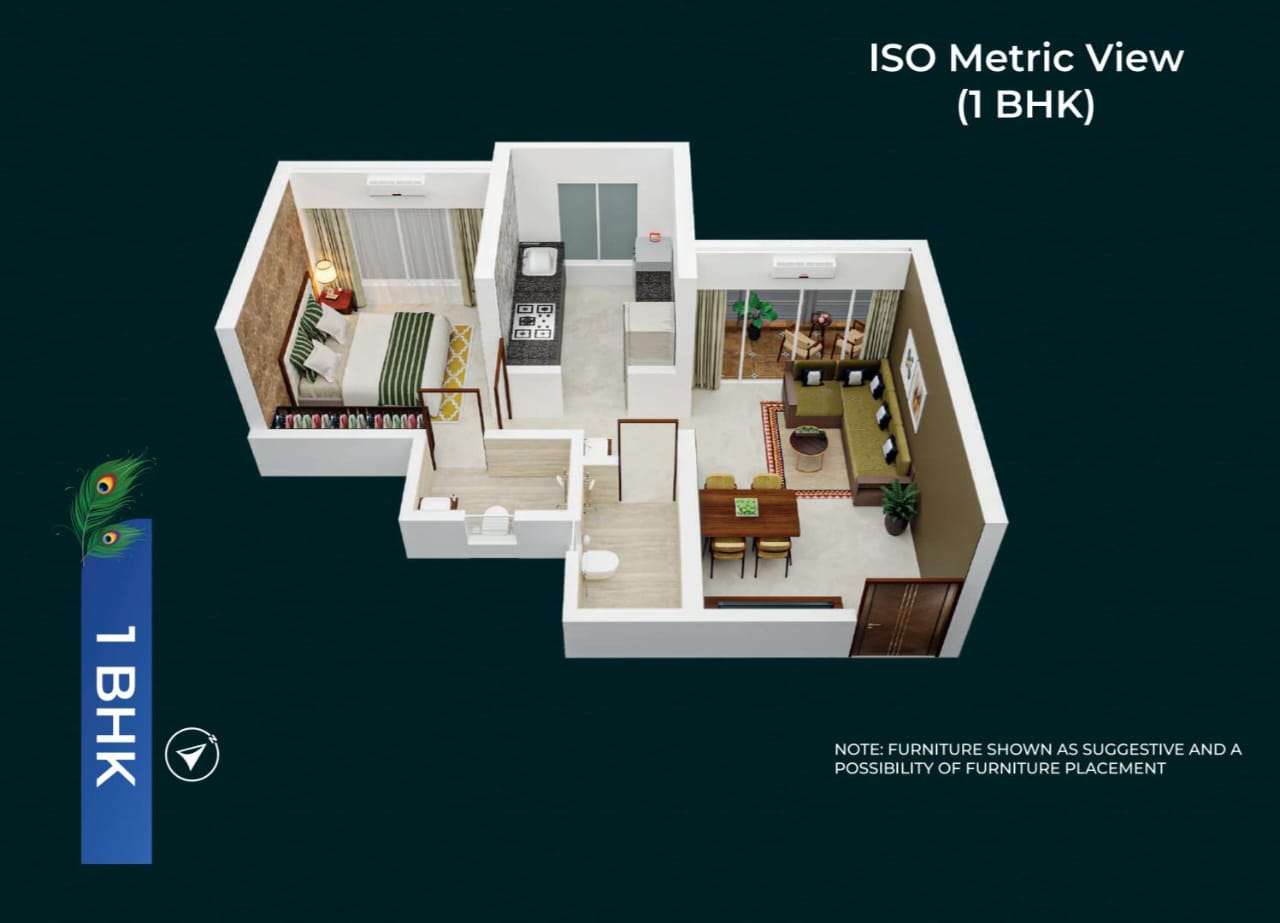 ISO Metric View
(1 BHK)
1 BHK
N
NOTE: FURNITURE SHOWN AS SUGGESTIVE AND A
POSSIBILITY OF FURNITURE PLACEMENT